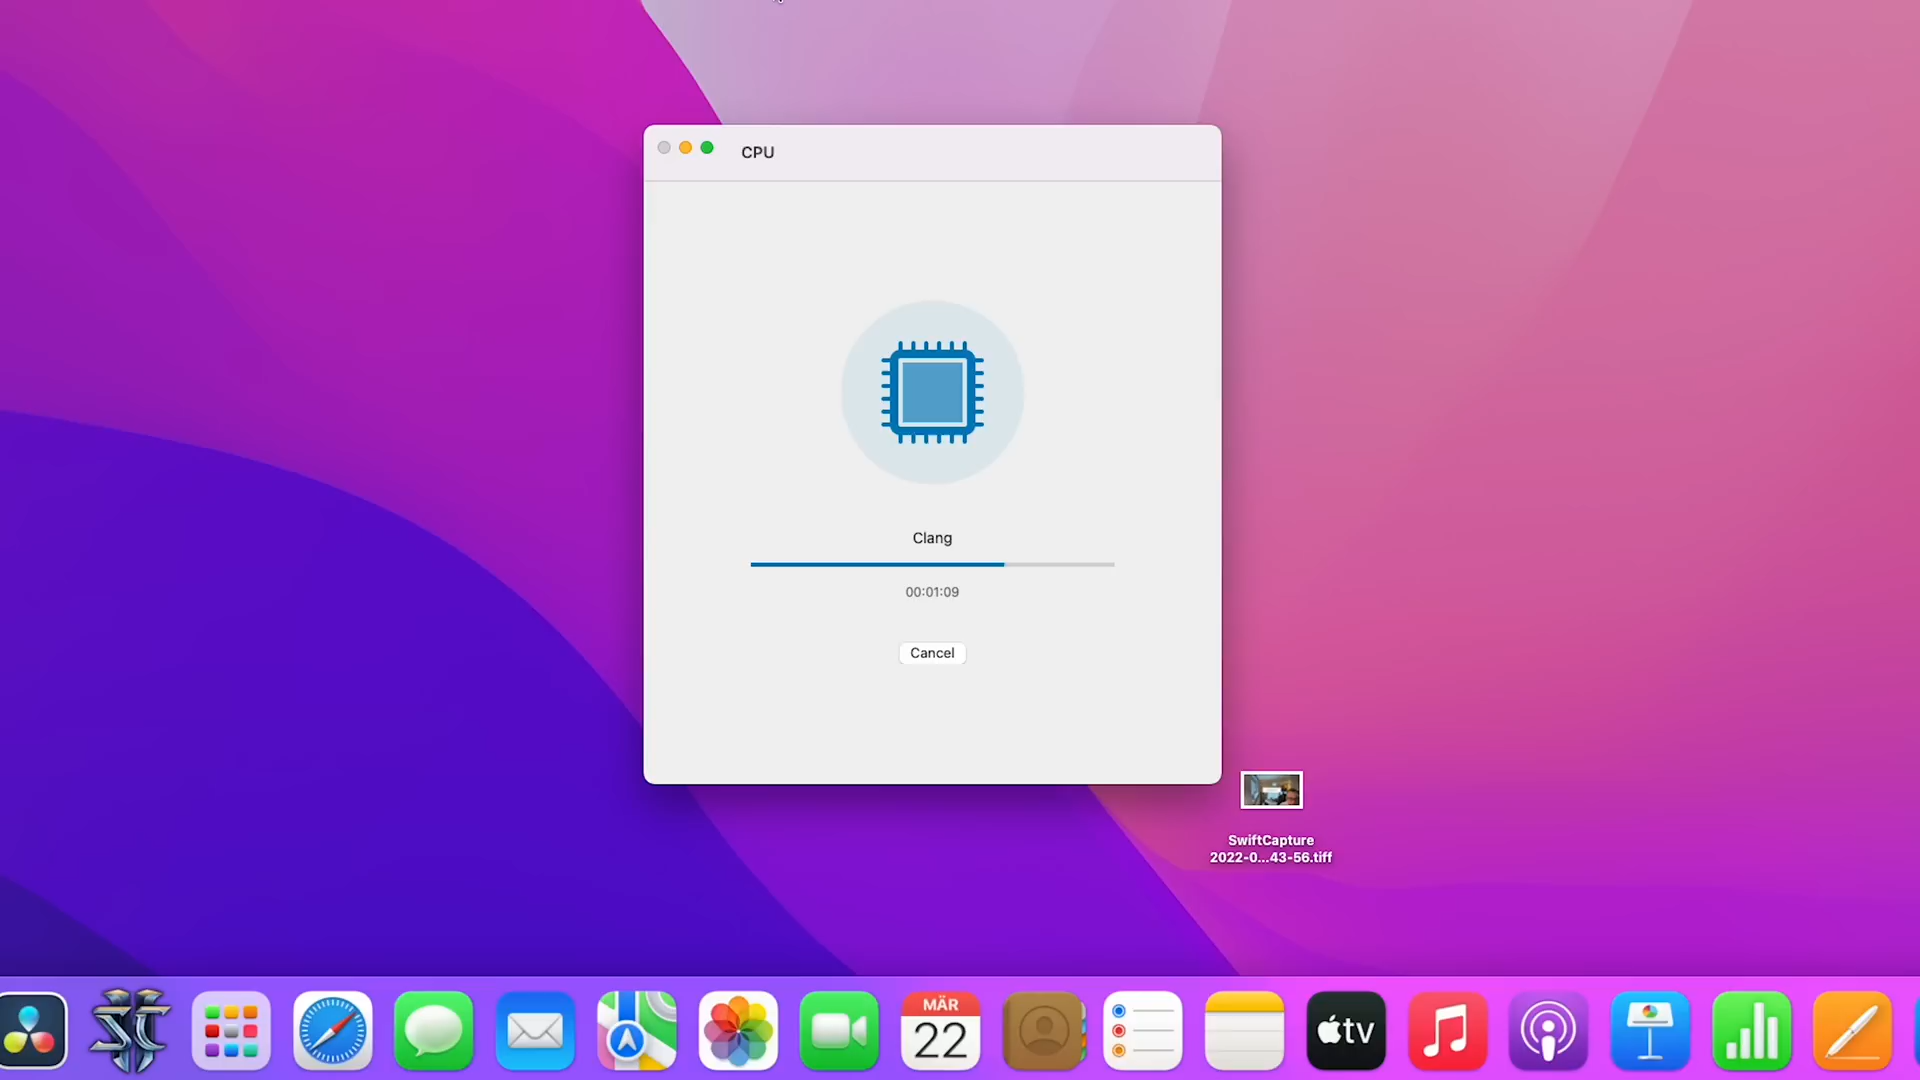 CPU
Clang
00:01:09
Cancel
SwiftCapture
2022-0...43-56.tiff
MÄR
22
tv